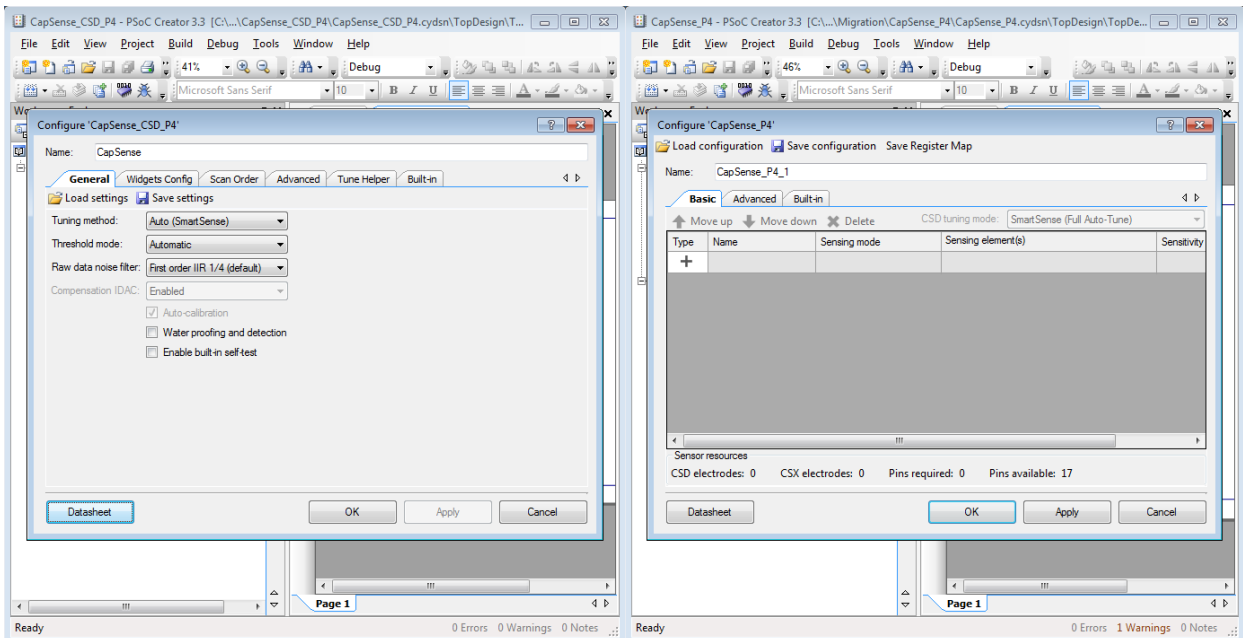 CapSense_CSD_P4 - PSoC Creator 3.3 [C:\...\CapSense_CSD_P4\CapSense_CSD_P4.cydsn\TopDesign\T...
File Edit View Project Build Debug Tools Window Help
41% Debug
Microsoft Sans Serif 10 B I U A
Configure 'CapSense_CSD_P4'
Name: CapSense
General Widgets Config Scan Order Advanced Tune Helper Built-in
Load settings Save settings
Tuning method: Auto (SmartSense)
Threshold mode: Automatic
Raw data noise filter: First order IIR 1/4 (default)
Compensation IDAC: Enabled
Auto-calibration
Water proofing and detection
Enable built-in self-test
Datasheet OK Apply Cancel
Page 1
Ready 0 Errors 0 Warnings 0 Notes
CapSense_P4 - PSoC Creator 3.3 [C:\...\Migration\CapSense_P4\CapSense_P4.cydsn\TopDesign\TopDe...
File Edit View Project Build Debug Tools Window Help
46% Debug
Microsoft Sans Serif 10 B I U A
Configure 'CapSense_P4'
Load configuration Save configuration Save Register Map
Name: CapSense_P4_1
Basic Advanced Built-in
Move up Move down Delete CSD tuning mode: SmartSense (Full Auto-Tune)
Type Name Sensing mode Sensing element(s) Sensitivity
Sensor resources
CSD electrodes: 0 CSX electrodes: 0 Pins required: 0 Pins available: 17
Datasheet OK Apply Cancel
Page 1
Ready 0 Errors 1 Warnings 0 Notes